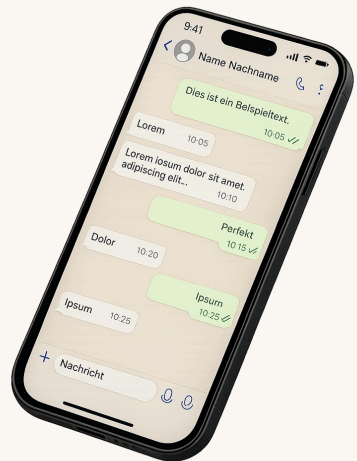 9:41
Name Nachname
Dies ist ein Belspieltext.
10:05
Lorem
10:05
Lorem iosum dolor sit amet.
adipiscing elit...
10:10
Perfekt
10 15
Dolor
10:20
Ipsum
10:25
Ipsum
10:25
Nachricht